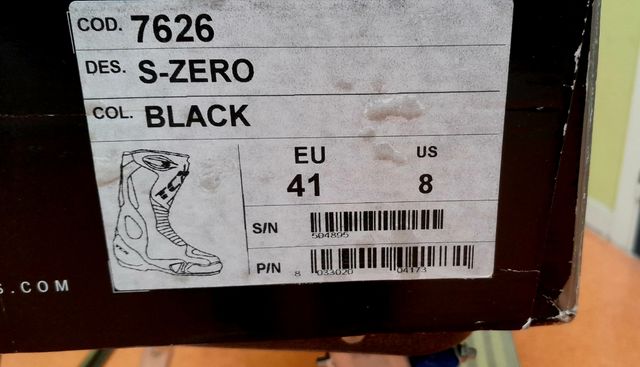 COD. 7626
DES. S-ZERO
COL. BLACK
EU US
41 8
S/N
504895
P/N
8 033020 04173
S.COM